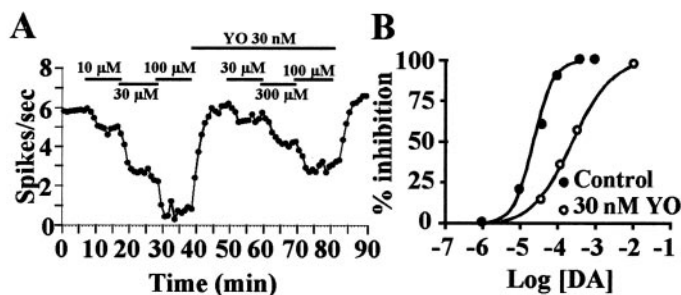 A
YO 30 nM
10 µM 100 µM 30 µM 100 µM
30 µM 300 µM
8
6
4
2
0
Spikes/sec
0 10 20 30 40 50 60 70 80 90
Time (min)
B
100
75
50
25
0
% inhibition
Control
30 nM YO
-7 -6 -5 -4 -3 -2 -1
Log [DA]